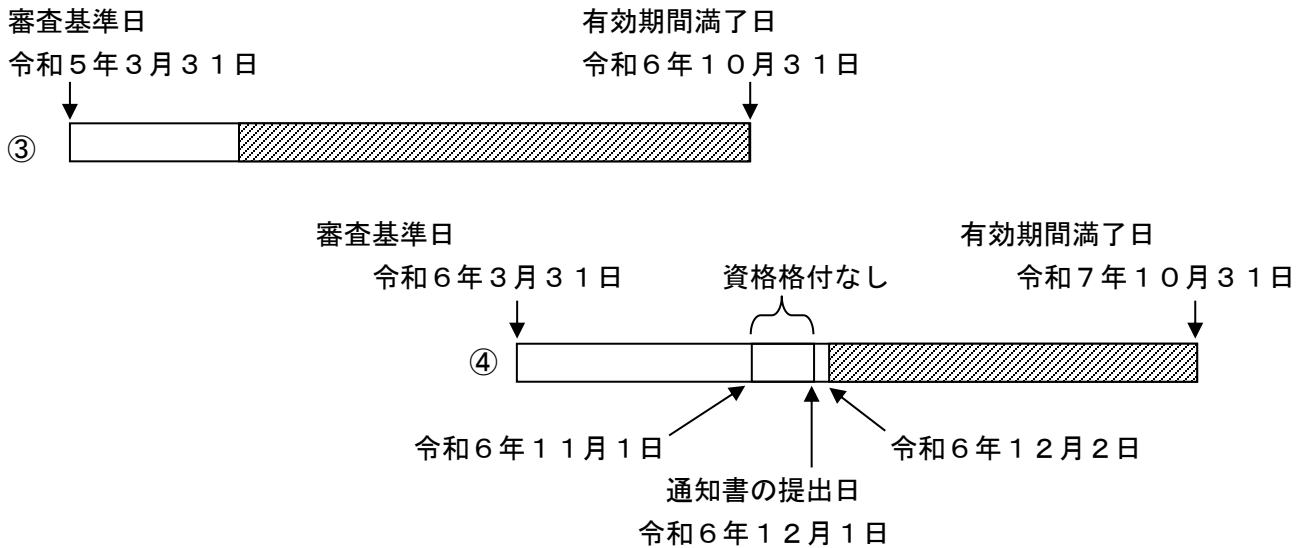 審査基準日
有効期間満了日
令和５年３月３１日
令和６年１０月３１日
③
審査基準日
有効期間満了日
令和６年３月３１日
資格格付なし
令和７年１０月３１日
④
令和６年１１月１日
令和６年１２月２日
通知書の提出日
令和６年１２月１日